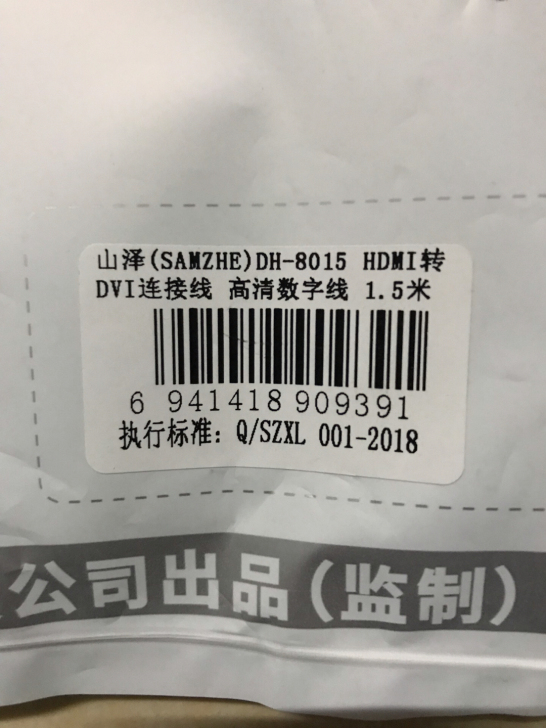 山泽(SAMZHE)DH-8015 HDMI转
DVI连接线 高清数字线 1.5米
6 941418 909391
执行标准: Q/SZXL 001-2018
公司出品(监制)